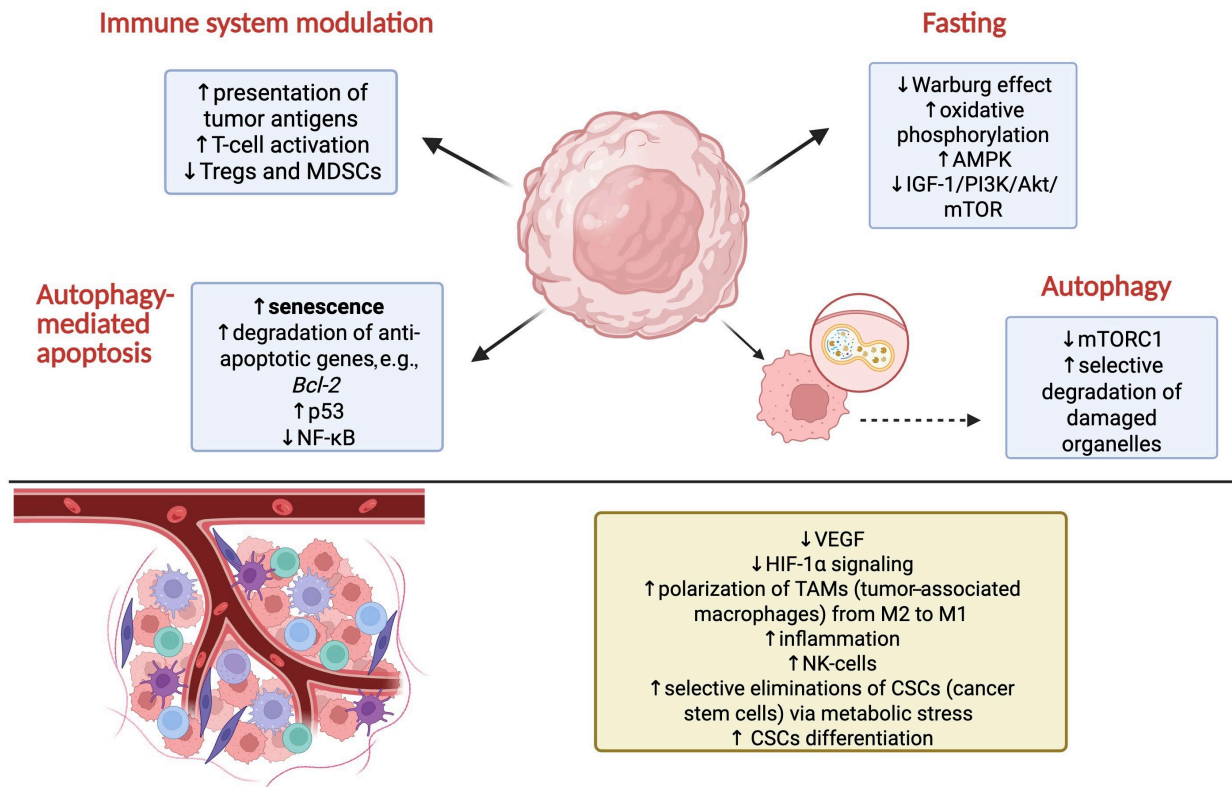 Immune system modulation
↑presentation of
tumor antigens
↑T-cell activation
↓Tregs and MDSCs
Fasting
↓Warburg effect
↑oxidative
phosphorylation
↑AMPK
↓IGF-1/PI3K/Akt/
mTOR
Autophagy-
mediated
apoptosis
↑senescence
↑degradation of anti-
apoptotic genes, e.g.,
Bcl-2
↑p53
↓NF-κB
Autophagy
↓mTORC1
↑selective
degradation of
damaged
organelles
↓VEGF
↓HIF-1α signaling
↑polarization of TAMs (tumor-associated
macrophages) from M2 to M1
↑inflammation
↑NK-cells
↑selective eliminations of CSCs (cancer
stem cells) via metabolic stress
↑ CSCs differentiation